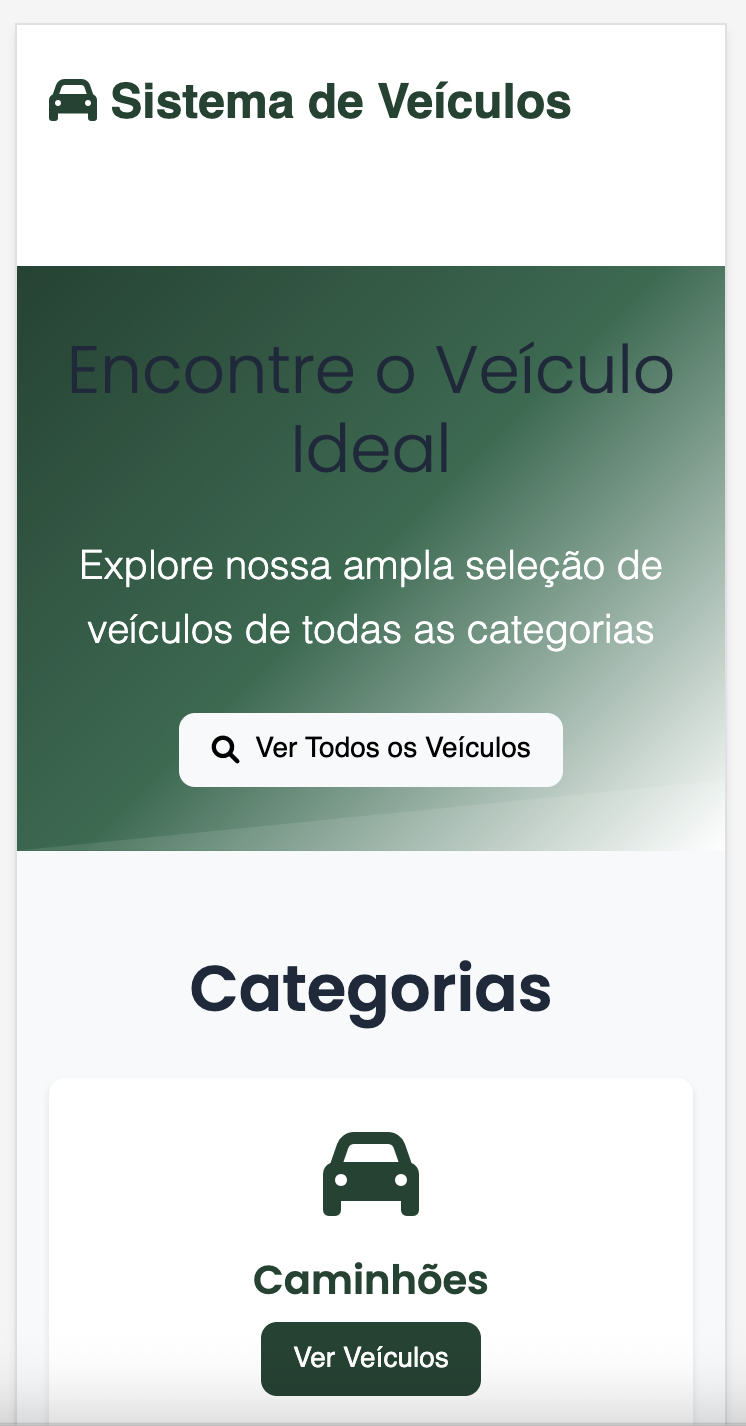 Sistema de Veículos
Encontre o Veículo
Ideal
Explore nossa ampla seleção de
veículos de todas as categorias
Ver Todos os Veículos
Categorias
Caminhões
Ver Veículos